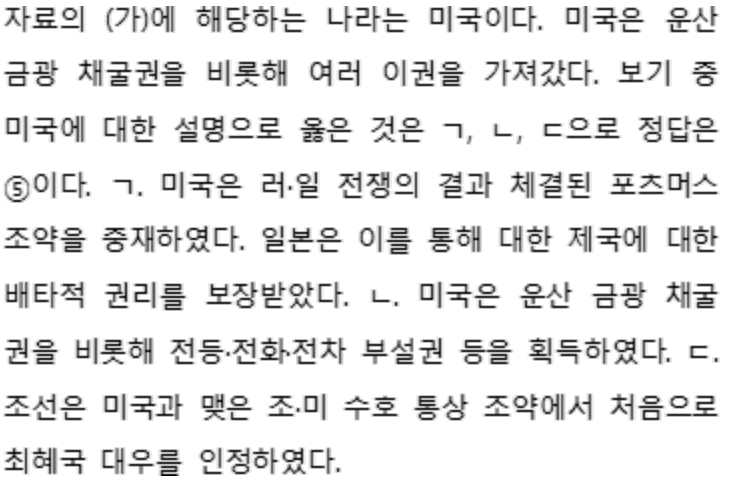 자료의 (가)에 해당하는 나라는 미국이다. 미국은 운산
금광 채굴권을 비롯해 여러 이권을 가져갔다. 보기 중
미국에 대한 설명으로 옳은 것은 ㄱ, ㄴ, ㄷ으로 정답은
⑤이다. ㄱ. 미국은 러·일 전쟁의 결과 체결된 포츠머스
조약을 중재하였다. 일본은 이를 통해 대한 제국에 대한
배타적 권리를 보장받았다. ㄴ. 미국은 운산 금광 채굴
권을 비롯해 전등·전화·전차 부설권 등을 획득하였다. ㄷ.
조선은 미국과 맺은 조·미 수호 통상 조약에서 처음으로
최혜국 대우를 인정하였다.